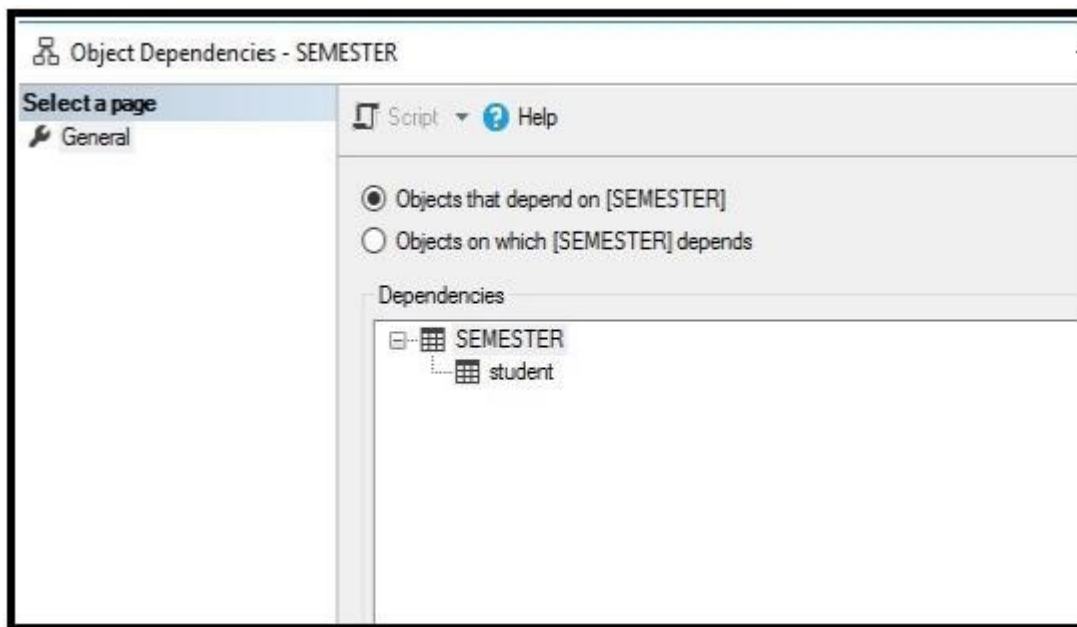 Object Dependencies - SEMESTER
Select a page
General
Script
Help
Objects that depend on [SEMESTER]
Objects on which [SEMESTER] depends
Dependencies
SEMESTER
student